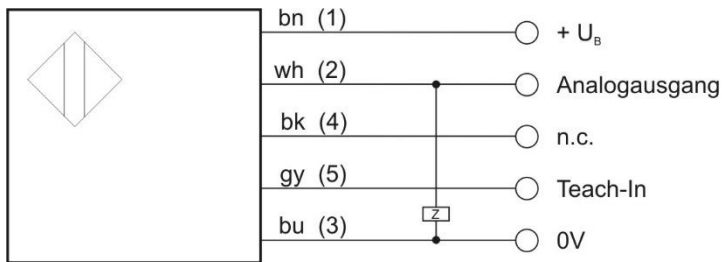 bn (1) + U_B
wh (2) Analogausgang
bk (4) n.c.
gy (5) Teach-In
Z
bu (3) 0V